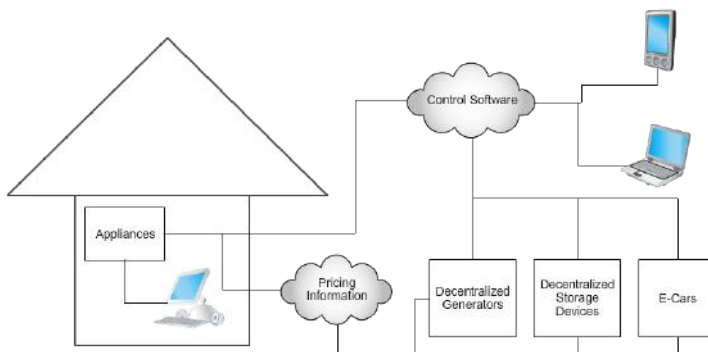 Control Software
Appliances
Pricing
Information
Decentralized
Generators
Decentralized
Storage
Devices
E-Cars